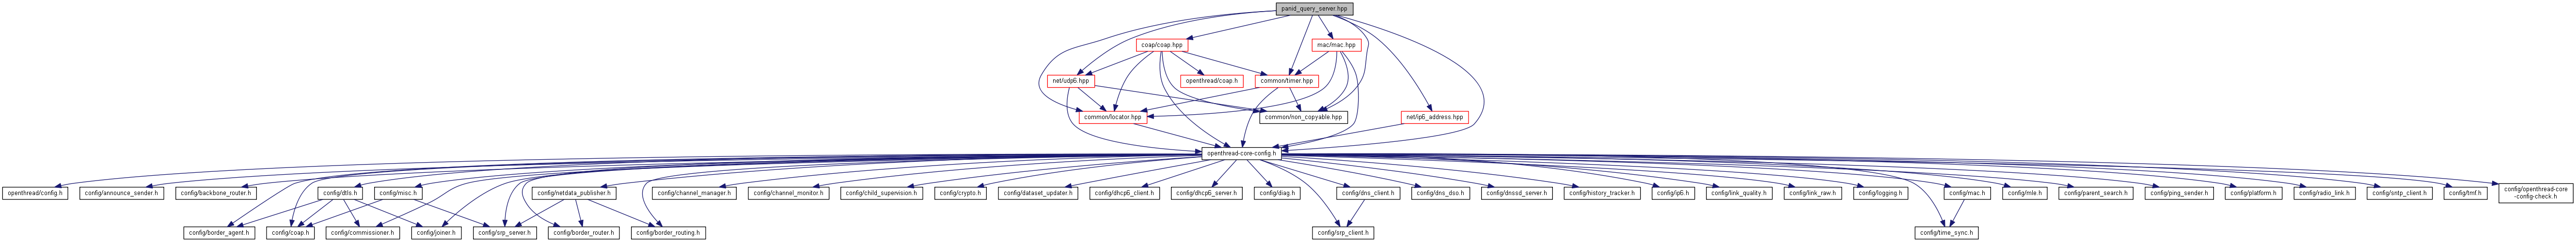 panid_query_server.hpp
coap/coap.hpp
mac/mac.hpp
net/udp6.hpp
openthread/coap.h
common/timer.hpp
common/locator.hpp
common/non_copyable.hpp
net/ip6_address.hpp
openthread-core-config.h
openthread/config.h
config/announce_sender.h
config/backbone_router.h
config/dtls.h
config/misc.h
config/netdata_publisher.h
config/channel_manager.h
config/channel_monitor.h
config/child_supervision.h
config/crypto.h
config/dataset_updater.h
config/dhcp6_client.h
config/dhcp6_server.h
config/diag.h
config/dns_client.h
config/dns_dso.h
config/dnssd_server.h
config/history_tracker.h
config/ip6.h
config/link_quality.h
config/link_raw.h
config/logging.h
config/mac.h
config/mle.h
config/parent_search.h
config/ping_sender.h
config/platform.h
config/radio_link.h
config/sntp_client.h
config/tmf.h
config/openthread-core
-config-check.h
config/border_agent.h
config/coap.h
config/commissioner.h
config/joiner.h
config/srp_server.h
config/border_router.h
config/border_routing.h
config/srp_client.h
config/time_sync.h